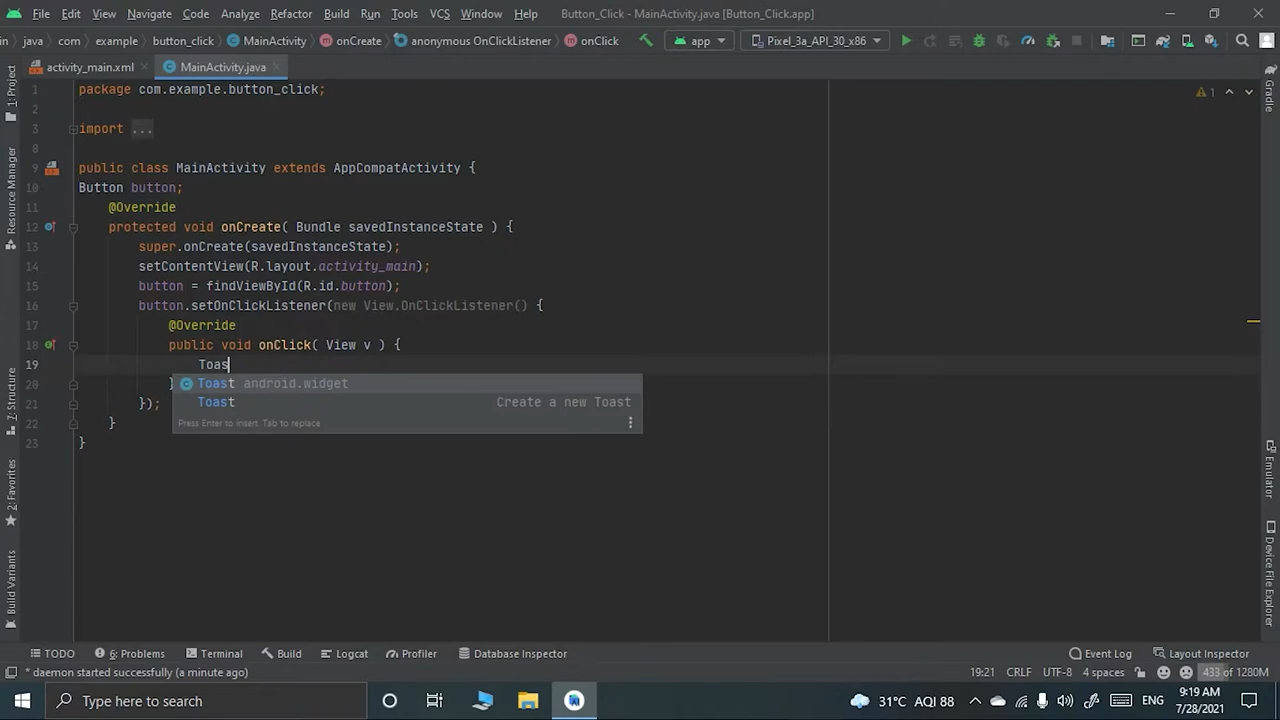 File Edit View Navigate Code Analyze Refactor Build Run Tools VCS Window Help Button_Click - MainActivity.java [Button_Click.app]
in java com example button_click MainActivity onCreate anonymous OnClickListener onClick app Pixel_3a_API_30_x86
activity_main.xml MainActivity.java
1: Project
Resource Manager
7: Structure
2: Favorites
Build Variants
1 package com.example.button_click;
2
3 import ...
8
9 public class MainActivity extends AppCompatActivity {
10 Button button;
11 @Override
12 protected void onCreate( Bundle savedInstanceState ) {
13 super.onCreate(savedInstanceState);
14 setContentView(R.layout.activity_main);
15 button = findViewById(R.id.button);
16 button.setOnClickListener(new View.OnClickListener() {
17 @Override
18 public void onClick( View v ) {
19 Toas
20 }
Toast android.widget
Toast Create a new Toast
Press Enter to insert, Tab to replace
21 });
22 }
23 }
1
Gradle
Emulator
Device File Explorer
TODO 6: Problems Terminal Build Logcat Profiler Database Inspector Event Log Layout Inspector
* daemon started successfully (a minute ago) 19:21 CRLF UTF-8 4 spaces 433 of 1280M
Type here to search 31°C AQI 88 ENG 9:19 AM
7/28/2021